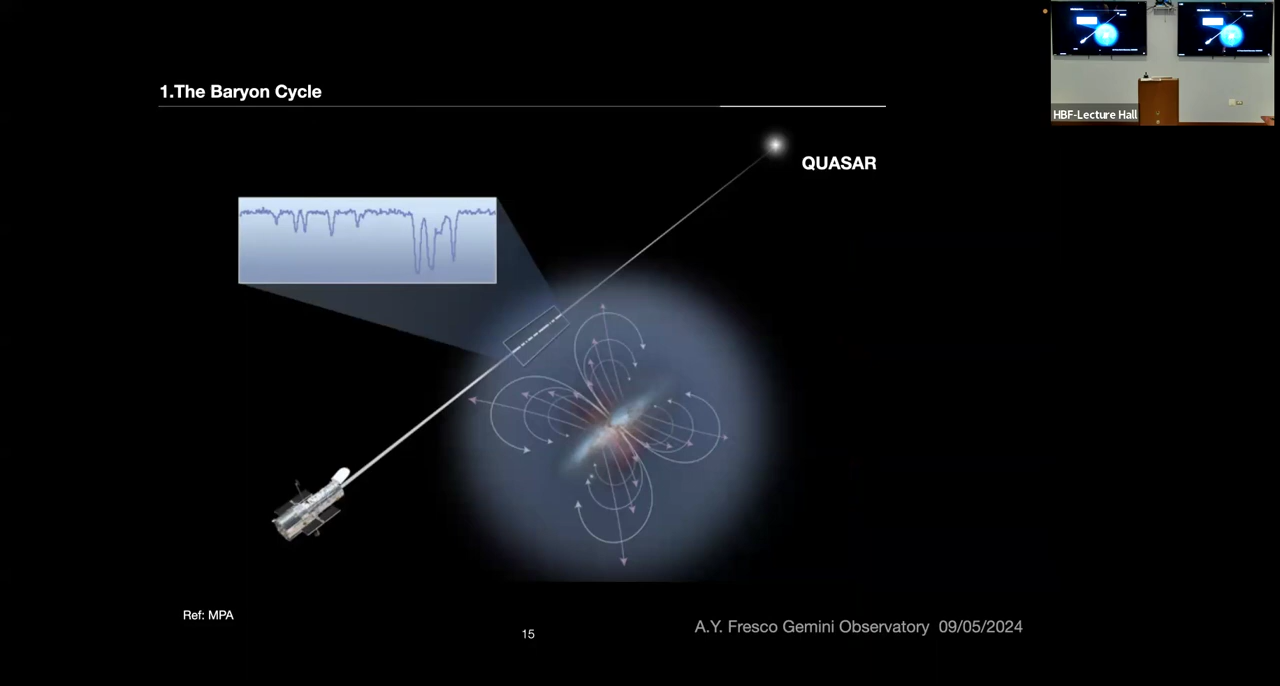 1.The Baryon Cycle
QUASAR
HBF-Lecture Hall
Ref: MPA
15
A.Y. Fresco Gemini Observatory 09/05/2024